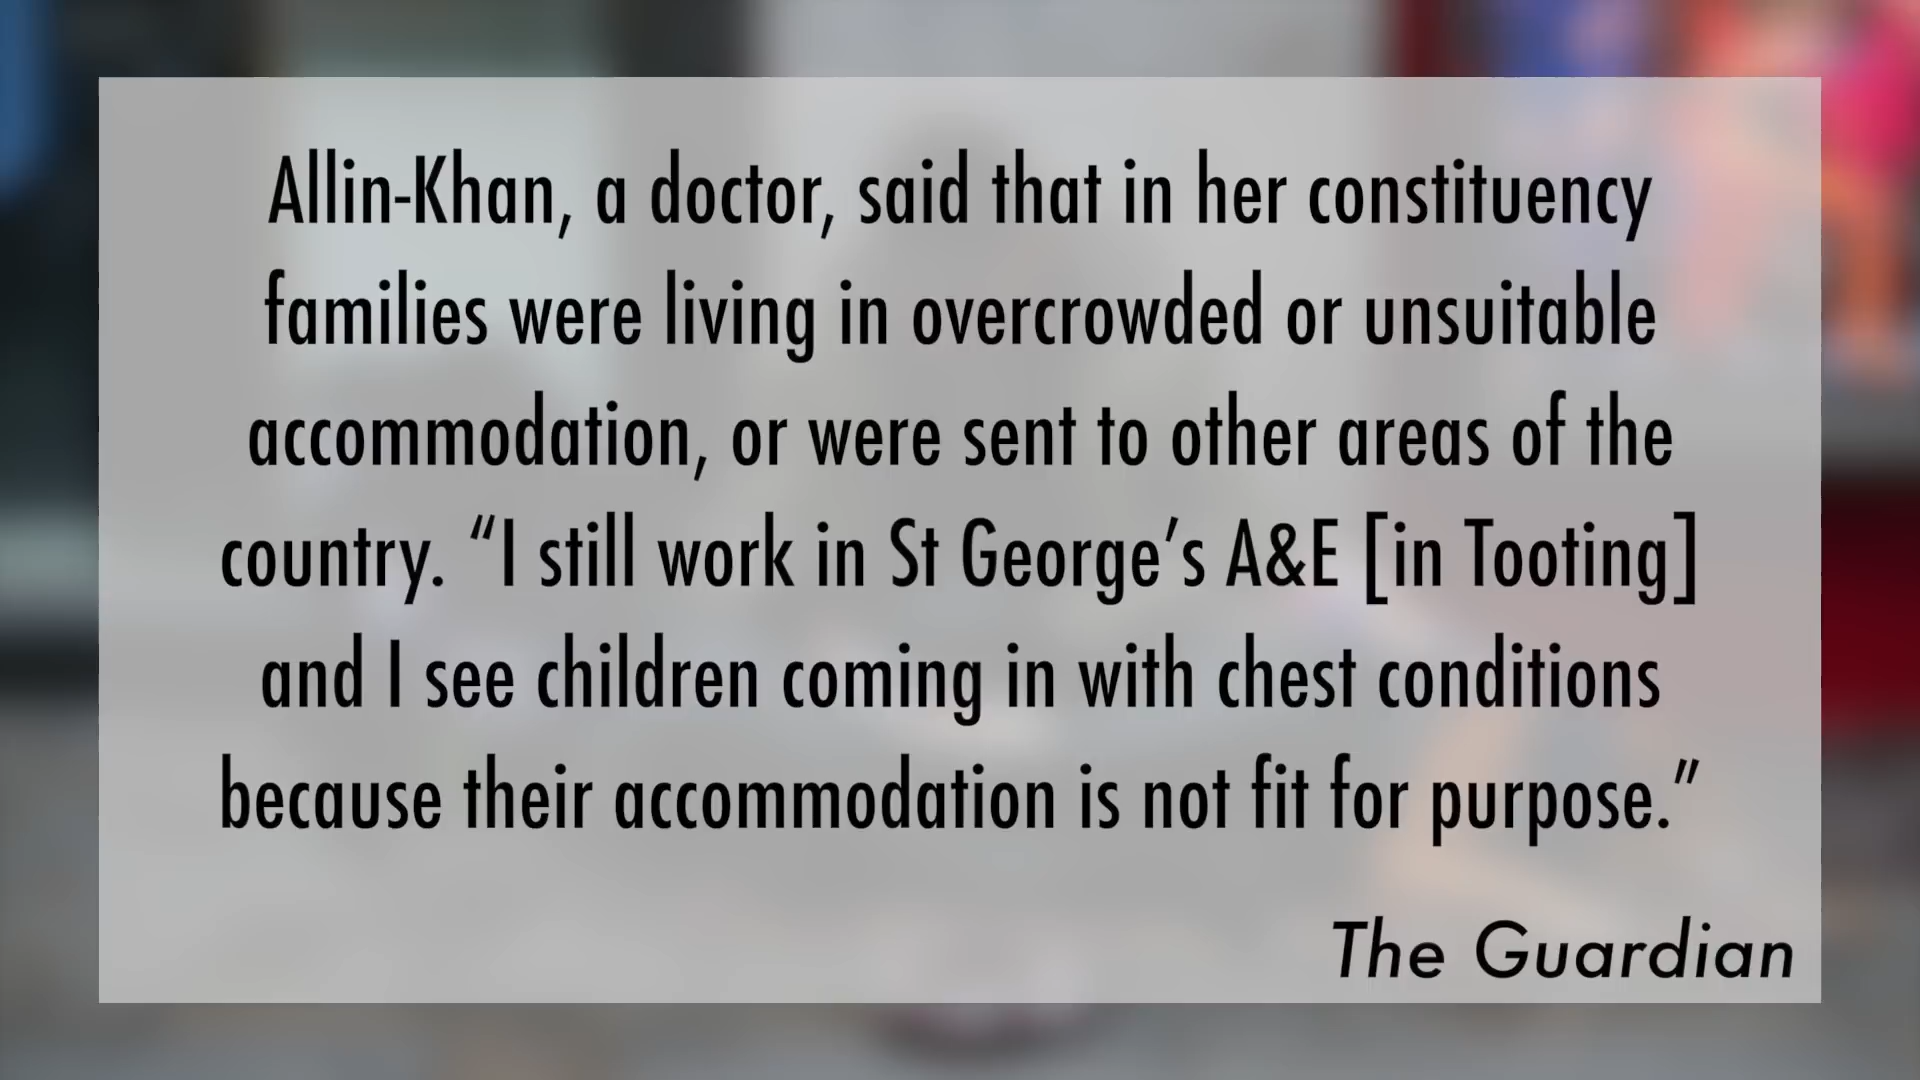 Allin-Khan, a doctor, said that in her constituency
families were living in overcrowded or unsuitable
accommodation, or were sent to other areas of the
country. “I still work in St George’s A&E [in Tooting]
and I see children coming in with chest conditions
because their accommodation is not fit for purpose.”
The Guardian